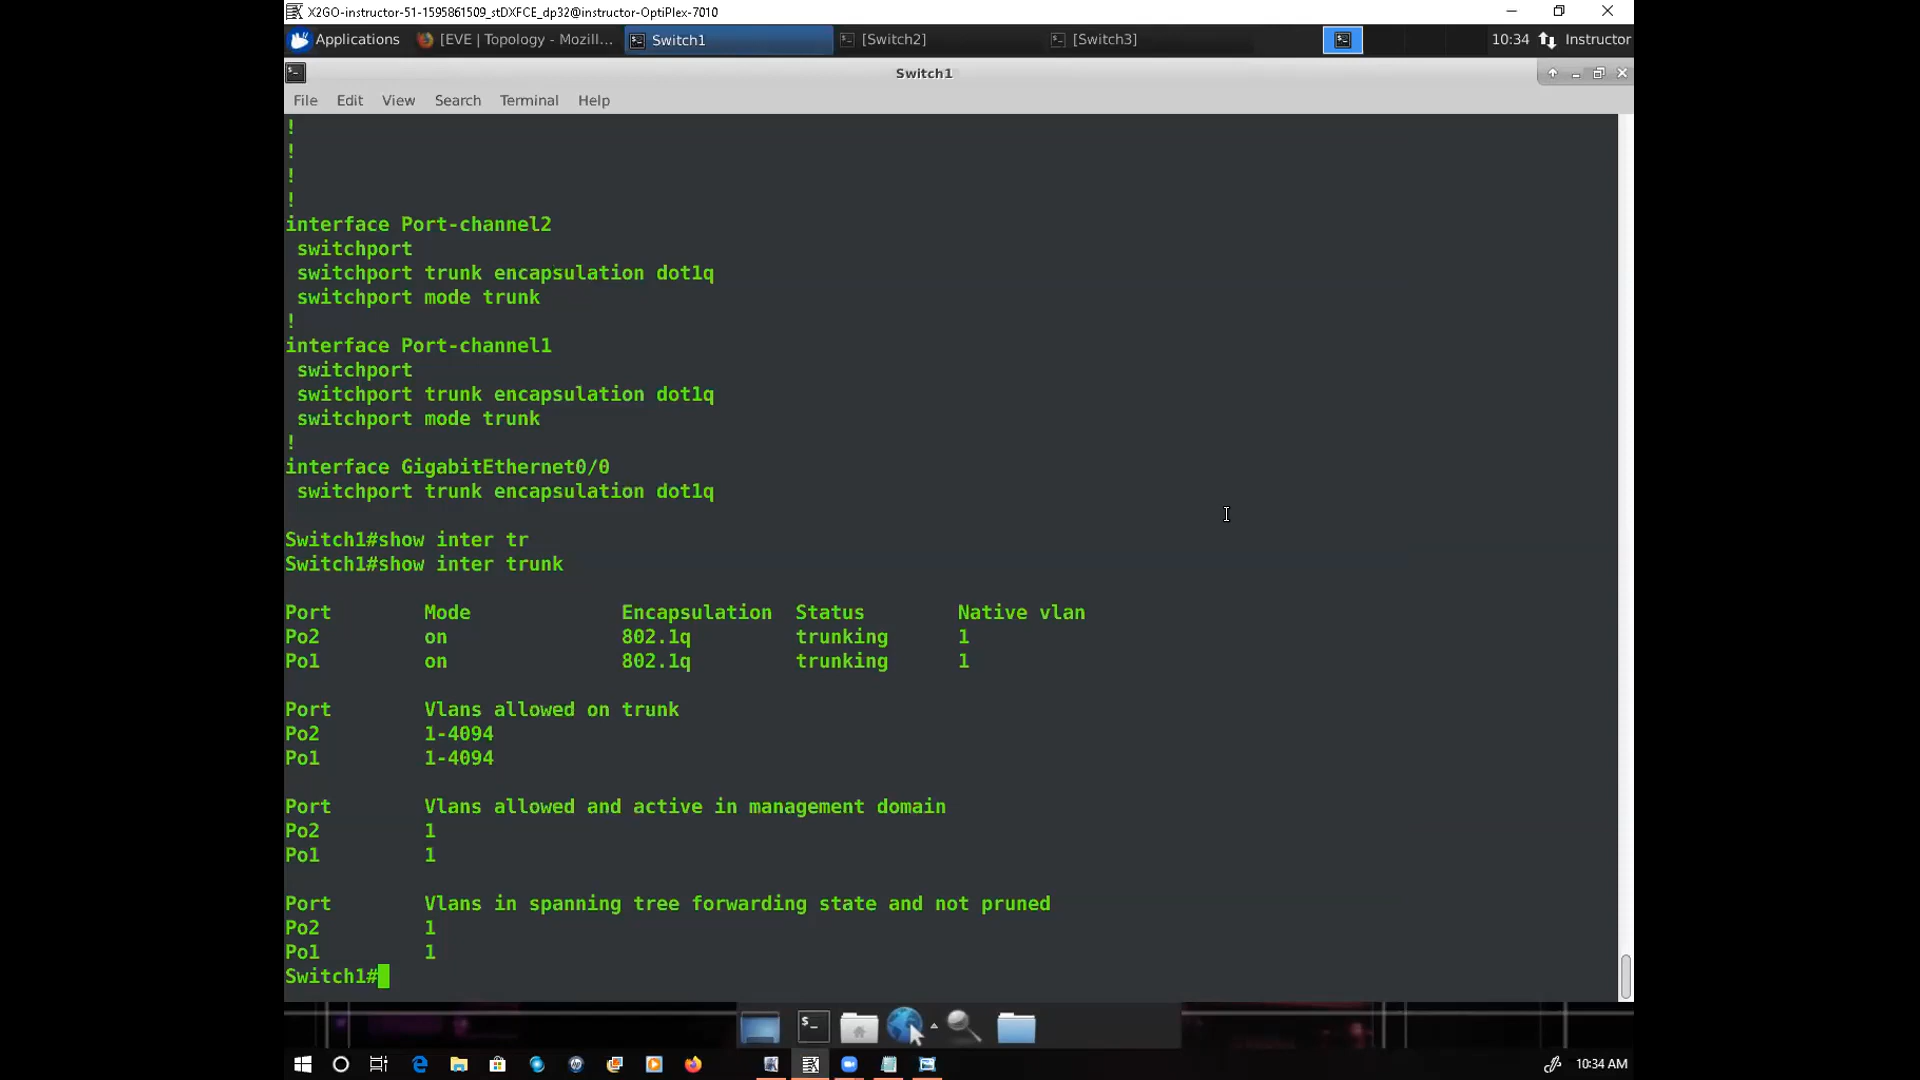 X2GO-instructor-51-1595861509_stDXFCE_dp32@instructor-OptiPlex-7010
Applications [EVE | Topology - Mozill... Switch1 [Switch2] [Switch3] 10:34 Instructor
Switch1
File Edit View Search Terminal Help
!
!
!
!
interface Port-channel2
 switchport
 switchport trunk encapsulation dot1q
 switchport mode trunk
!
interface Port-channel1
 switchport
 switchport trunk encapsulation dot1q
 switchport mode trunk
!
interface GigabitEthernet0/0
 switchport trunk encapsulation dot1q
Switch1#show inter tr
Switch1#show inter trunk
Port Mode Encapsulation Status Native vlan
Po2 on 802.1q trunking 1
Po1 on 802.1q trunking 1
Port Vlans allowed on trunk
Po2 1-4094
Po1 1-4094
Port Vlans allowed and active in management domain
Po2 1
Po1 1
Port Vlans in spanning tree forwarding state and not pruned
Po2 1
Po1 1
Switch1#
10:34 AM